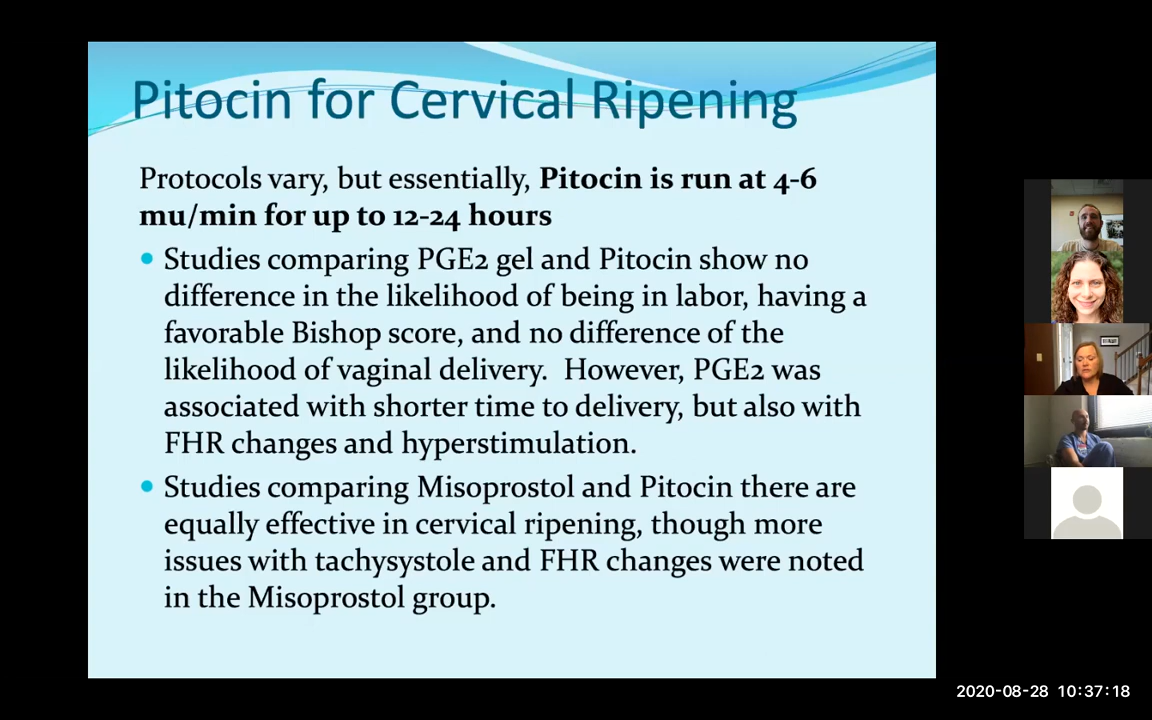 Pitocin for Cervical Ripening
Protocols vary, but essentially, Pitocin is run at 4-6
mu/min for up to 12-24 hours
• Studies comparing PGE2 gel and Pitocin show no
difference in the likelihood of being in labor, having a
favorable Bishop score, and no difference of the
likelihood of vaginal delivery.  However, PGE2 was
associated with shorter time to delivery, but also with
FHR changes and hyperstimulation.
• Studies comparing Misoprostol and Pitocin there are
equally effective in cervical ripening, though more
issues with tachysystole and FHR changes were noted
in the Misoprostol group.
2020-08-28 10:37:18